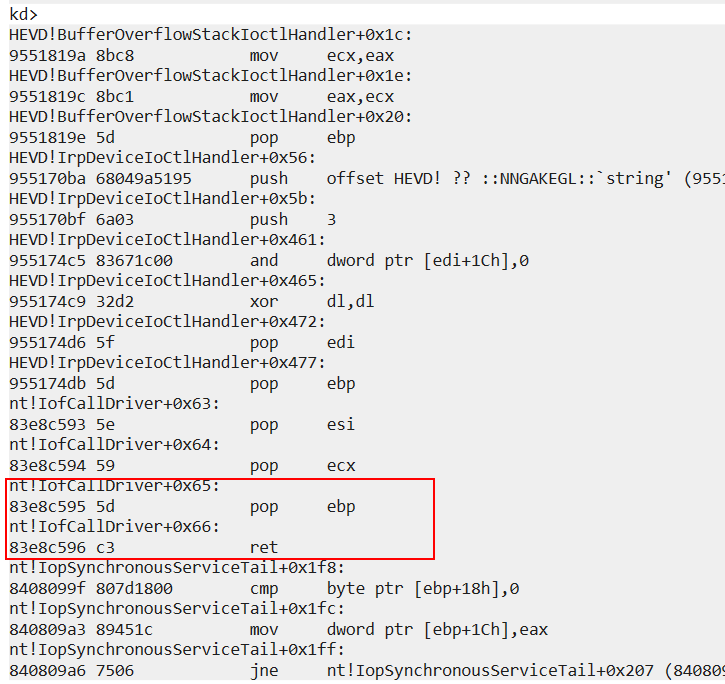 kd>
HEVD!BufferOverflowStackIoctlHandler+0x1c:
9551819a 8bc8 mov ecx,eax
HEVD!BufferOverflowStackIoctlHandler+0x1e:
9551819c 8bc1 mov eax,ecx
HEVD!BufferOverflowStackIoctlHandler+0x20:
9551819e 5d pop ebp
HEVD!IrpDeviceIoCtlHandler+0x56:
955170ba 68049a5195 push offset HEVD! ?? ::NNGAKEGL::`string' (9551
HEVD!IrpDeviceIoCtlHandler+0x5b:
955170bf 6a03 push 3
HEVD!IrpDeviceIoCtlHandler+0x461:
955174c5 83671c00 and dword ptr [edi+1Ch],0
HEVD!IrpDeviceIoCtlHandler+0x465:
955174c9 32d2 xor dl,dl
HEVD!IrpDeviceIoCtlHandler+0x472:
955174d6 5f pop edi
HEVD!IrpDeviceIoCtlHandler+0x477:
955174db 5d pop ebp
nt!IofCallDriver+0x63:
83e8c593 5e pop esi
nt!IofCallDriver+0x64:
83e8c594 59 pop ecx
nt!IofCallDriver+0x65:
83e8c595 5d pop ebp
nt!IofCallDriver+0x66:
83e8c596 c3 ret
nt!IopSynchronousServiceTail+0x1f8:
8408099f 807d1800 cmp byte ptr [ebp+18h],0
nt!IopSynchronousServiceTail+0x1fc:
840809a3 89451c mov dword ptr [ebp+1Ch],eax
nt!IopSynchronousServiceTail+0x1ff:
840809a6 7506 jne nt!IopSynchronousServiceTail+0x207 (84080